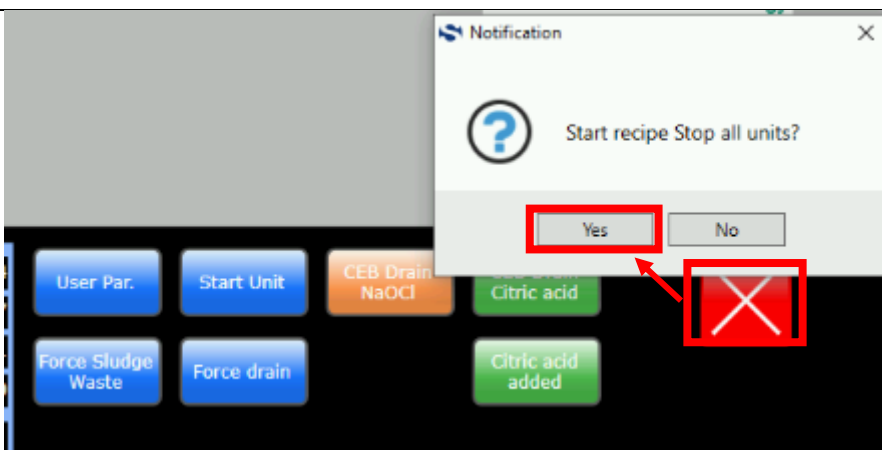 Notification
Start recipe Stop all units?
Yes
No
User Par.
Start Unit
CEB Drain
NaOCl
Citric acid
Force Sludge
Waste
Force drain
Citric acid
added